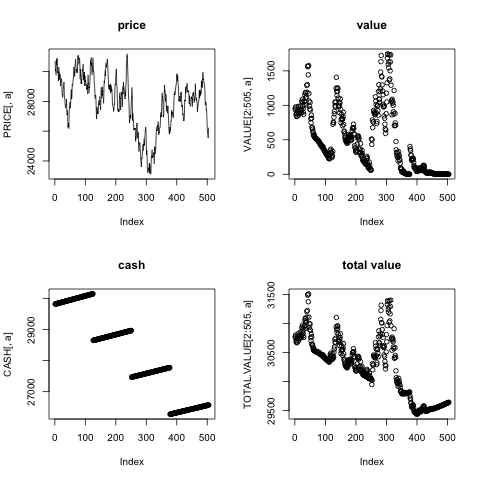 price
value
PRICE[, a]
24000
28000
0 100 200 300 400 500
Index
VALUE[2:505, a]
0 500 1000 1500
0 100 200 300 400 500
Index
cash
total value
CASH[, a]
27000 29000
0 100 200 300 400 500
Index
TOTAL.VALUE[2:505, a]
29500 30500 31500
0 100 200 300 400 500
Index